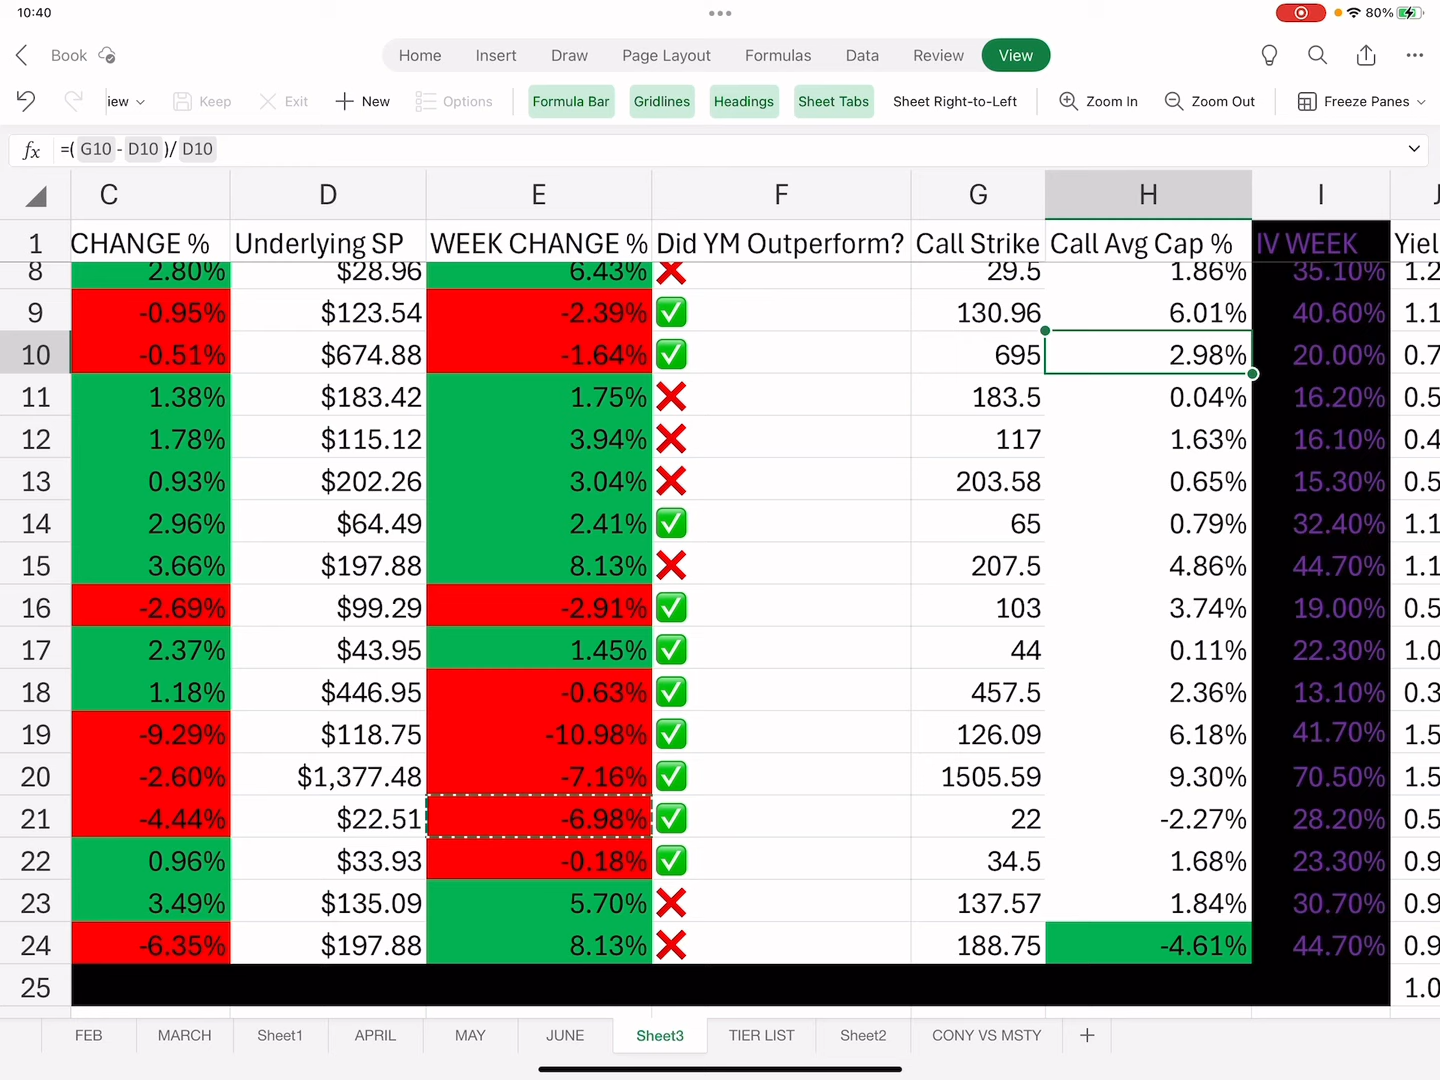 10:40 80%
Book Home Insert Draw Page Layout Formulas Data Review View
iew Keep Exit New Options Formula Bar Gridlines Headings Sheet Tabs Sheet Right-to-Left Zoom In Zoom Out Freeze Panes
fx =( G10 - D10 )/ D10
C D E F G H I J
1 CHANGE % Underlying SP WEEK CHANGE % Did YM Outperform? Call Strike Call Avg Cap % IV WEEK Yiel
8 2.80% $28.96 6.43% ❌ 29.5 1.86% 35.10% 1.2
9 -0.95% $123.54 -2.39% ✅ 130.96 6.01% 40.60% 1.1
10 -0.51% $674.88 -1.64% ✅ 695 2.98% 20.00% 0.7
11 1.38% $183.42 1.75% ❌ 183.5 0.04% 16.20% 0.5
12 1.78% $115.12 3.94% ❌ 117 1.63% 16.10% 0.4
13 0.93% $202.26 3.04% ❌ 203.58 0.65% 15.30% 0.5
14 2.96% $64.49 2.41% ✅ 65 0.79% 32.40% 1.1
15 3.66% $197.88 8.13% ❌ 207.5 4.86% 44.70% 1.1
16 -2.69% $99.29 -2.91% ✅ 103 3.74% 19.00% 0.5
17 2.37% $43.95 1.45% ✅ 44 0.11% 22.30% 1.0
18 1.18% $446.95 -0.63% ✅ 457.5 2.36% 13.10% 0.3
19 -9.29% $118.75 -10.98% ✅ 126.09 6.18% 41.70% 1.5
20 -2.60% $1,377.48 -7.16% ✅ 1505.59 9.30% 70.50% 1.5
21 -4.44% $22.51 -6.98% ✅ 22 -2.27% 28.20% 0.5
22 0.96% $33.93 -0.18% ✅ 34.5 1.68% 23.30% 0.9
23 3.49% $135.09 5.70% ❌ 137.57 1.84% 30.70% 0.9
24 -6.35% $197.88 8.13% ❌ 188.75 -4.61% 44.70% 0.9
25 1.0
FEB MARCH Sheet1 APRIL MAY JUNE Sheet3 TIER LIST Sheet2 CONY VS MSTY +